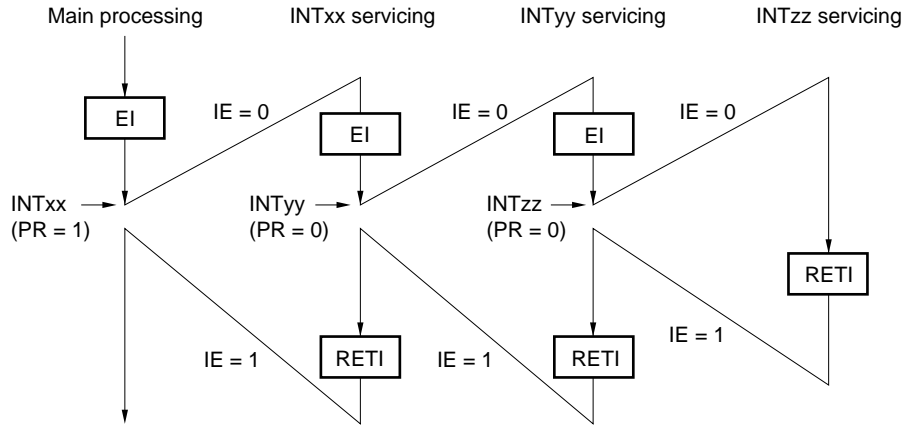 Main processing
INTxx servicing
INTyy servicing
INTzz servicing
EI
IE = 0
EI
IE = 0
EI
IE = 0
INTxx
(PR = 1)
INTyy
(PR = 0)
INTzz
(PR = 0)
RETI
IE = 1
RETI
IE = 1
RETI
IE = 1